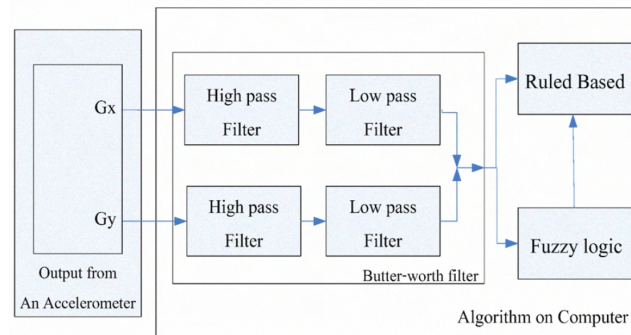 Gx
High pass
Filter
Low pass
Filter
Ruled Based
Gy
High pass
Filter
Low pass
Filter
Fuzzy logic
Output from
An Accelerometer
Butter-worth filter
Algorithm on Computer